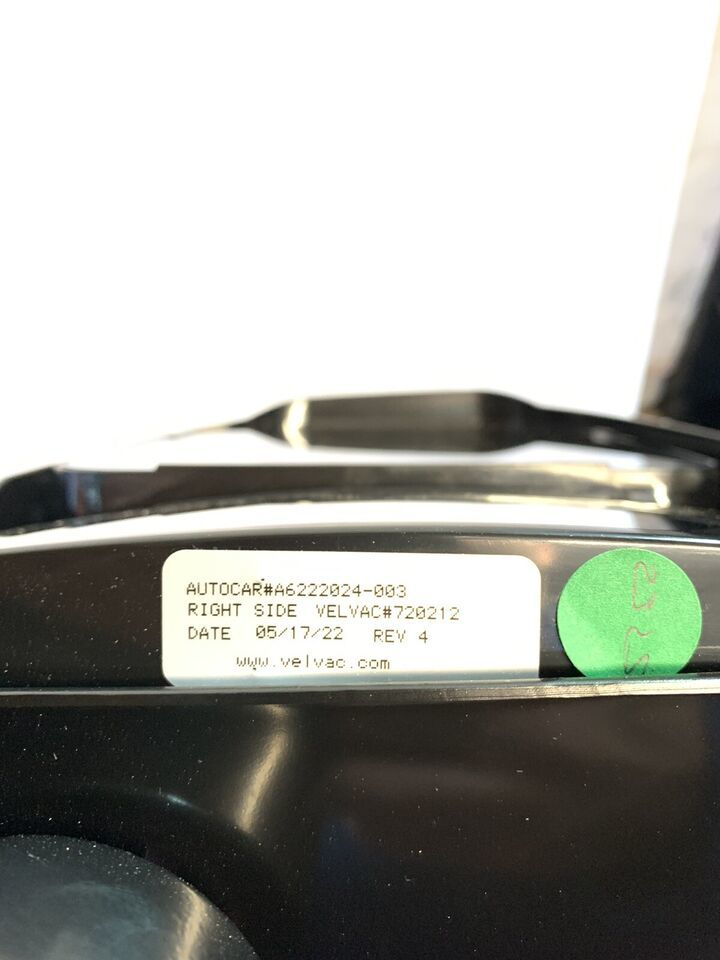 AUTOCAR#A6222024-003
RIGHT SIDE VELVAC#720212
DATE 05/17/22 REV 4
www.velvac.com